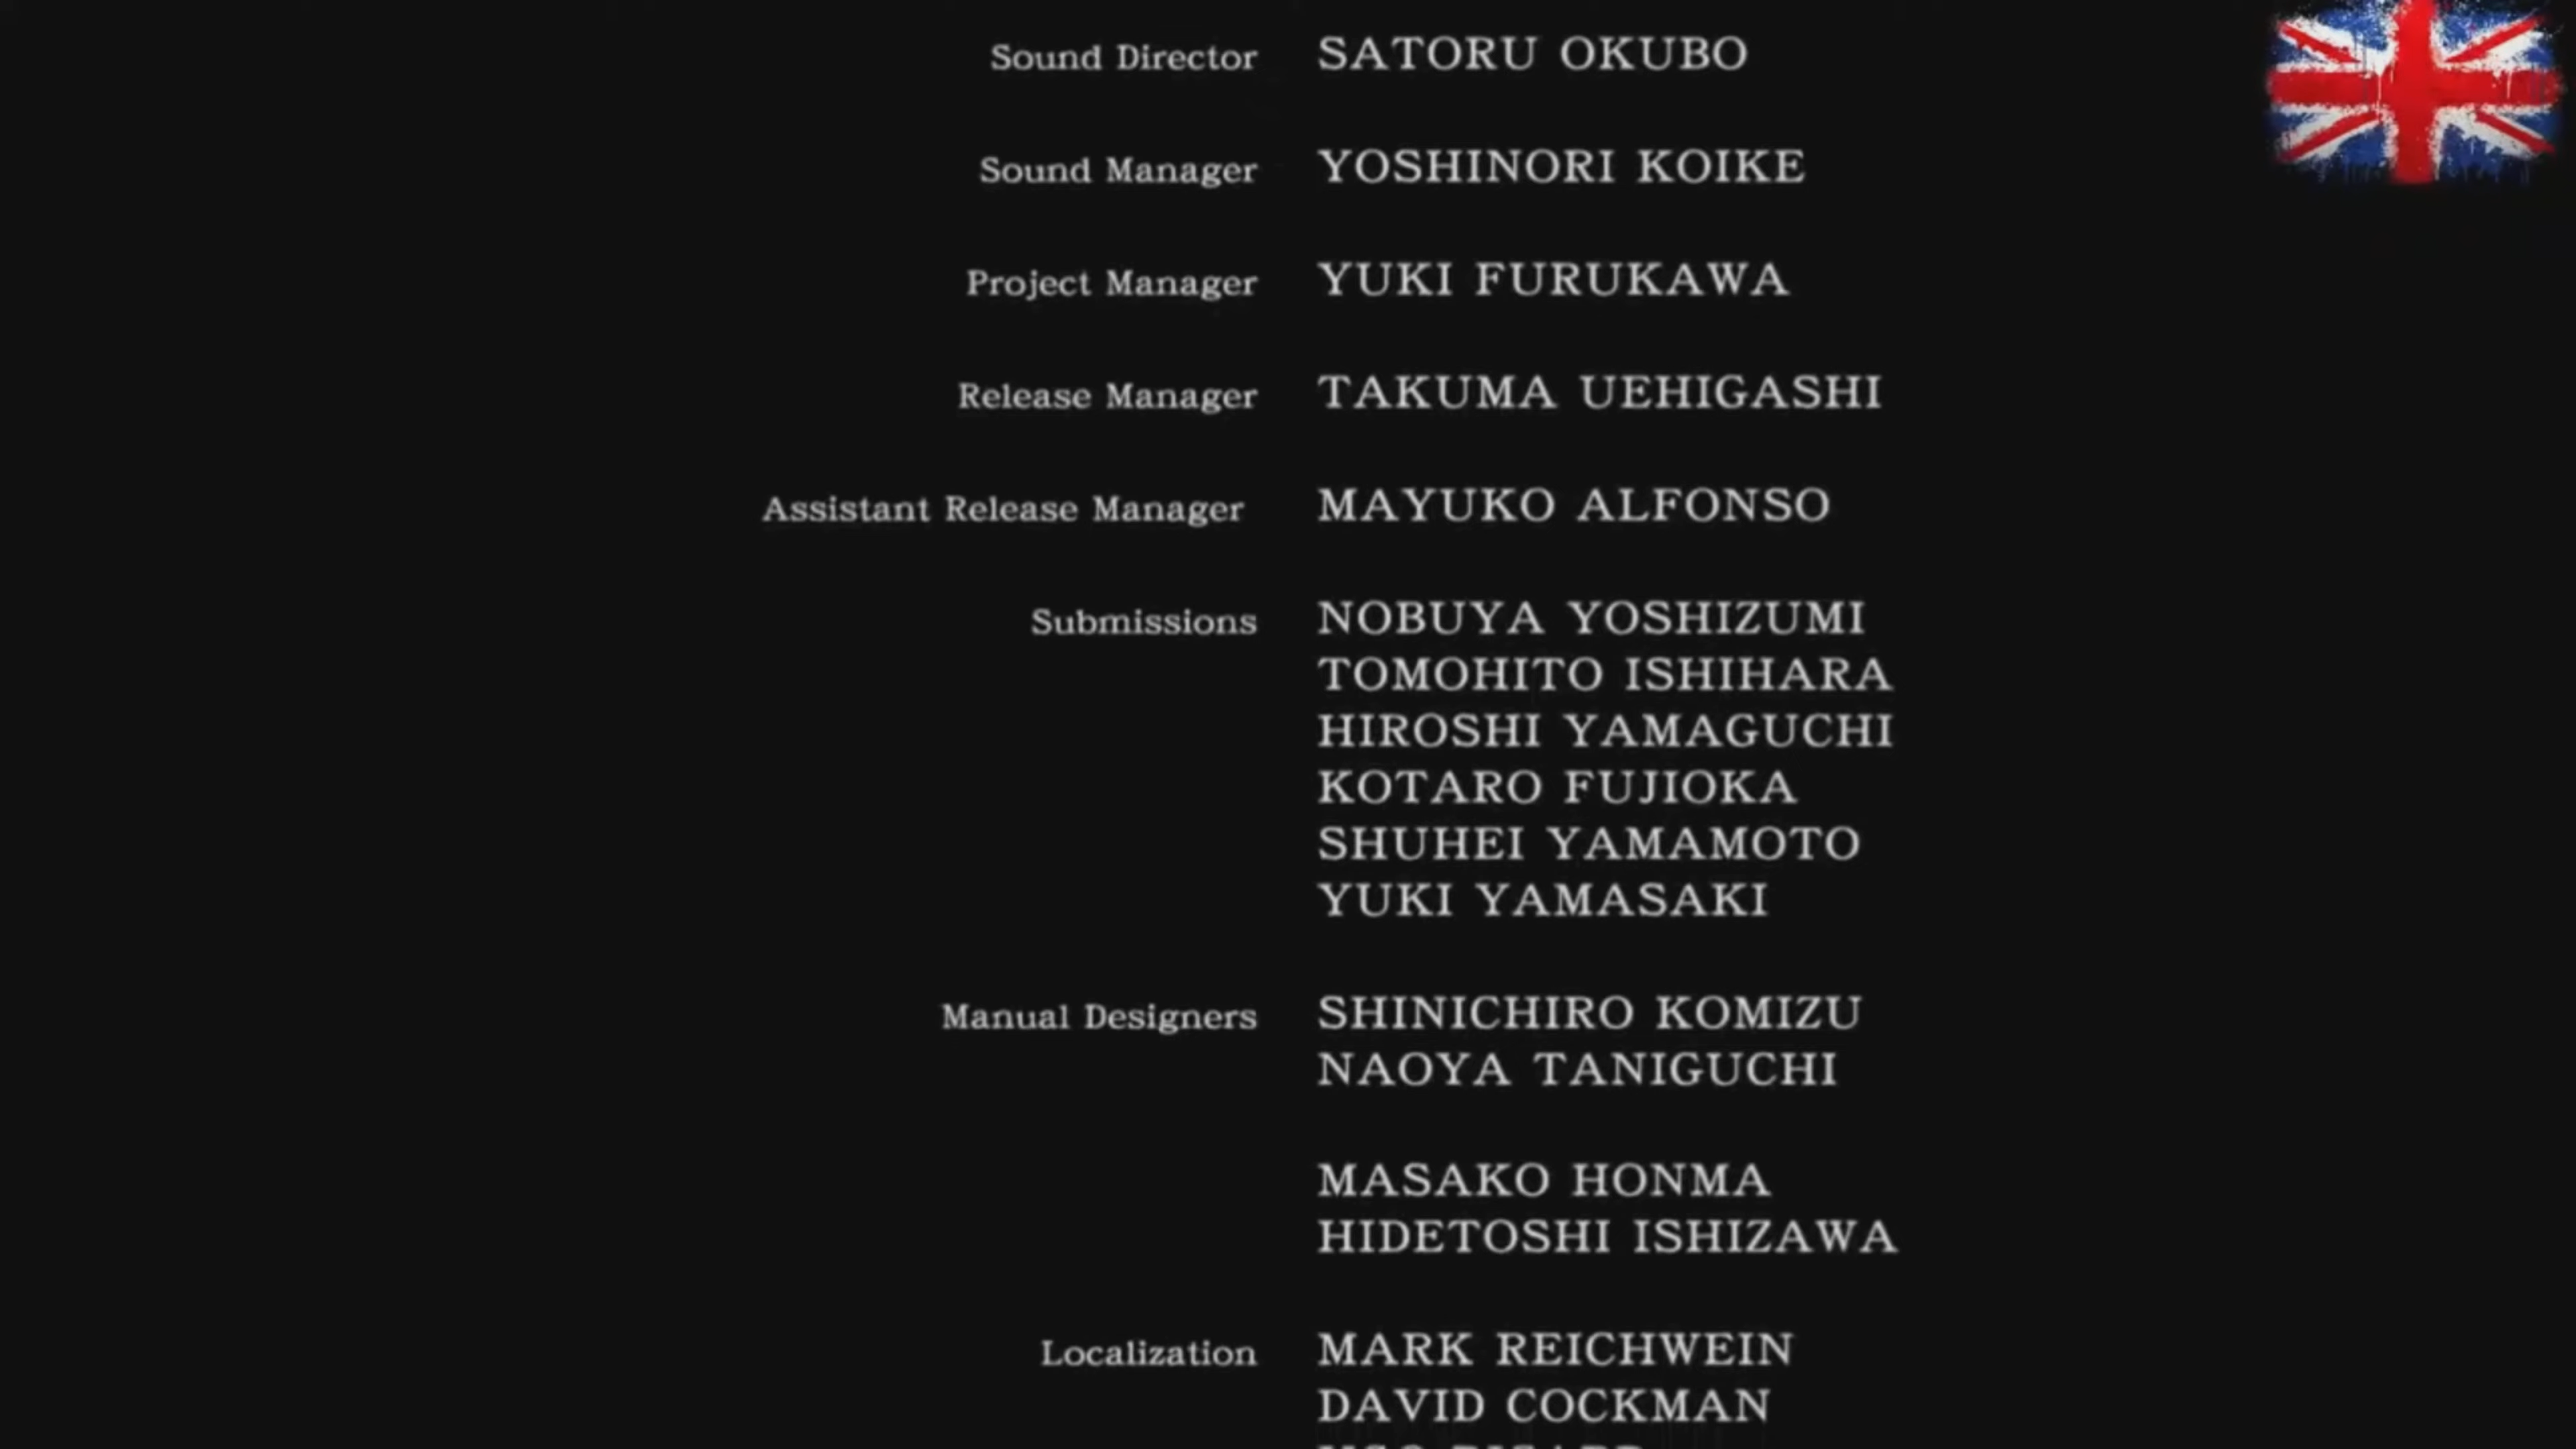 Sound Director SATORU OKUBO
Sound Manager YOSHINORI KOIKE
Project Manager YUKI FURUKAWA
Release Manager TAKUMA UEHIGASHI
Assistant Release Manager MAYUKO ALFONSO
Submissions NOBUYA YOSHIZUMI
TOMOHITO ISHIHARA
HIROSHI YAMAGUCHI
KOTARO FUJIOKA
SHUHEI YAMAMOTO
YUKI YAMASAKI
Manual Designers SHINICHIRO KOMIZU
NAOYA TANIGUCHI
MASAKO HONMA
HIDETOSHI ISHIZAWA
Localization MARK REICHWEIN
DAVID COCKMAN